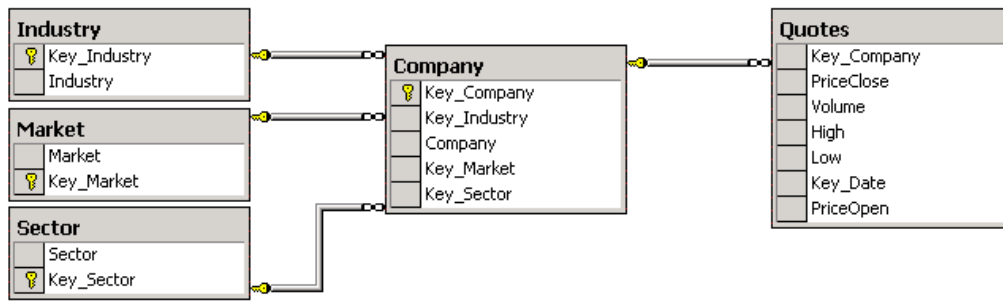 Industry
Key_Industry
Industry
Market
Market
Key_Market
Sector
Sector
Key_Sector
Company
Key_Company
Key_Industry
Company
Key_Market
Key_Sector
Quotes
Key_Company
PriceClose
Volume
High
Low
Key_Date
PriceOpen